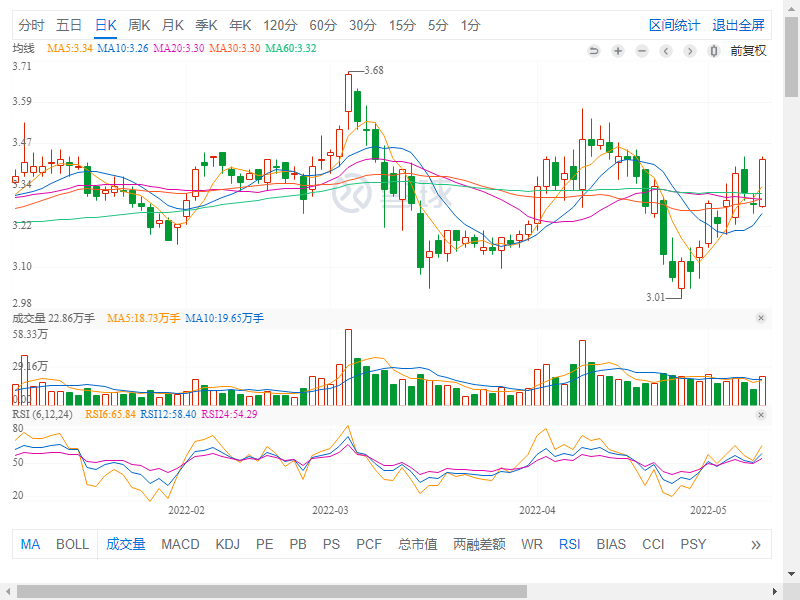 分时 五日 日K 周K 月K 季K 年K 120分 60分 30分 15分 5分 1分 区间统计 退出全屏
均线 MA5:3.34 MA10:3.26 MA20:3.30 MA30:3.30 MA60:3.32 前复权
3.71
3.68
3.59
3.47
3.34
雪球
3.22
3.10
3.01
2.98
成交量 22.86万手 MA5:18.73万手 MA10:19.65万手
58.33万
29.16万
0.00
RSI (6,12,24) RSI6:65.84 RSI12:58.40 RSI24:54.29
80
50
20
2022-02 2022-03 2022-04 2022-05
MA BOLL 成交量 MACD KDJ PE PB PS PCF 总市值 两融差额 WR RSI BIAS CCI PSY »